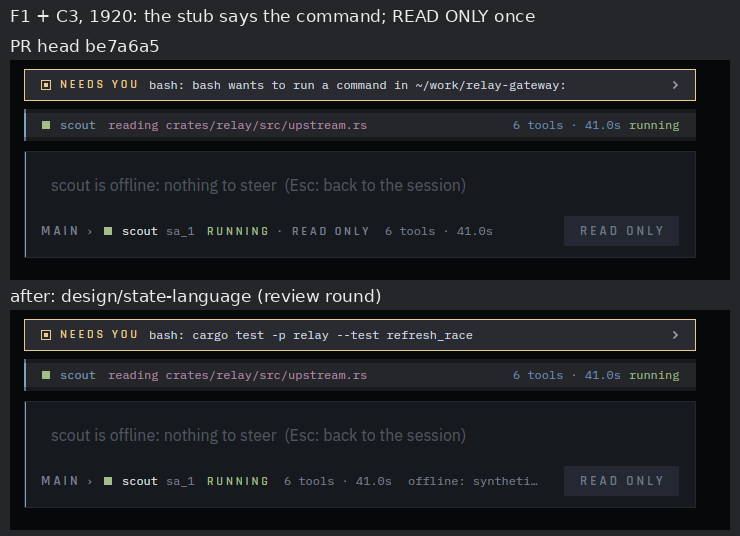 F1 + C3, 1920: the stub says the command; READ ONLY once
PR head be7a6a5
NEEDS YOU bash: bash wants to run a command in ~/work/relay-gateway: ›
scout reading crates/relay/src/upstream.rs 6 tools · 41.0s running
scout is offline: nothing to steer (Esc: back to the session)
MAIN › scout sa_1 RUNNING · READ ONLY 6 tools · 41.0s READ ONLY
after: design/state-language (review round)
NEEDS YOU bash: cargo test -p relay --test refresh_race ›
scout reading crates/relay/src/upstream.rs 6 tools · 41.0s running
scout is offline: nothing to steer (Esc: back to the session)
MAIN › scout sa_1 RUNNING 6 tools · 41.0s offline: syntheti… READ ONLY